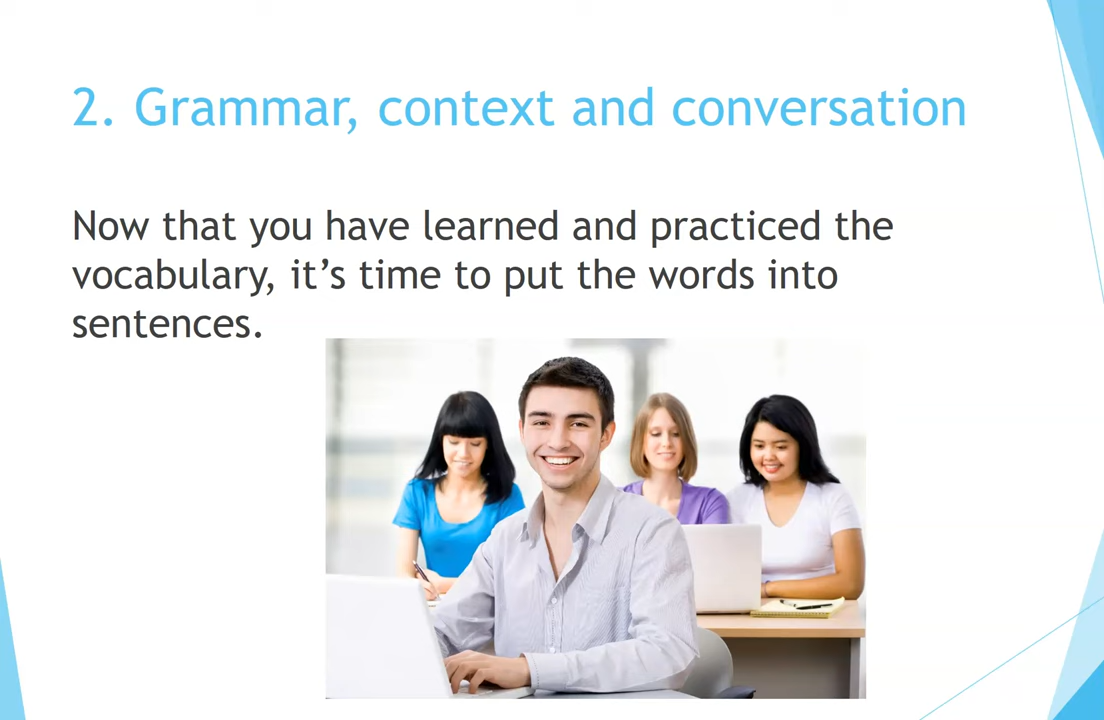 2. Grammar, context and conversation
Now that you have learned and practiced the
vocabulary, it’s time to put the words into
sentences.